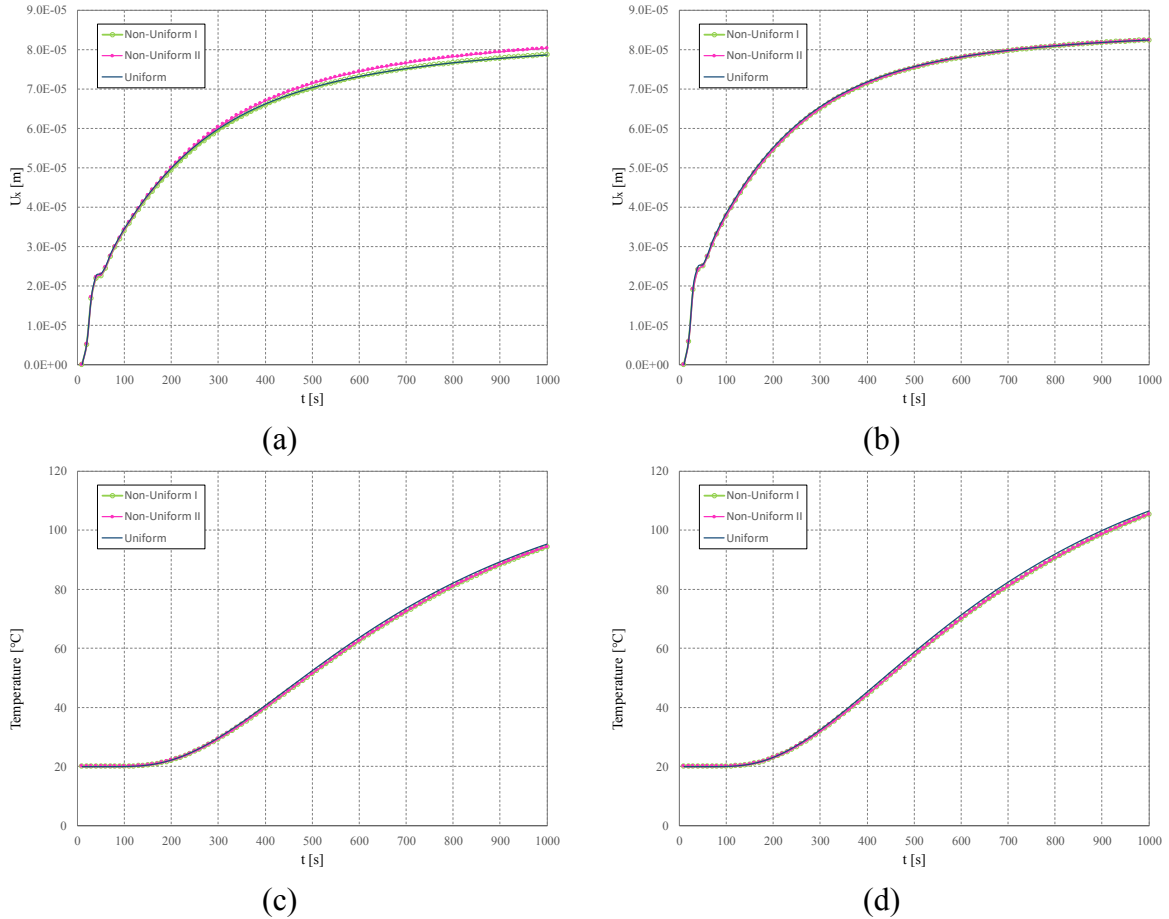 9.0E-05
8.0E-05
7.0E-05
6.0E-05
5.0E-05
4.0E-05
3.0E-05
2.0E-05
1.0E-05
0.0E+00
Ux [m]
Non-Uniform I
Non-Uniform II
Uniform
0 100 200 300 400 500 600 700 800 900 1000
t [s]
(a)
9.0E-05
8.0E-05
7.0E-05
6.0E-05
5.0E-05
4.0E-05
3.0E-05
2.0E-05
1.0E-05
0.0E+00
Ux [m]
Non-Uniform I
Non-Uniform II
Uniform
0 100 200 300 400 500 600 700 800 900 1000
t [s]
(b)
120
100
80
60
40
20
0
Temperature [°C]
Non-Uniform I
Non-Uniform II
Uniform
0 100 200 300 400 500 600 700 800 900 1000
t [s]
(c)
120
100
80
60
40
20
0
Temperature [°C]
Non-Uniform I
Non-Uniform II
Uniform
0 100 200 300 400 500 600 700 800 900 1000
t [s]
(d)